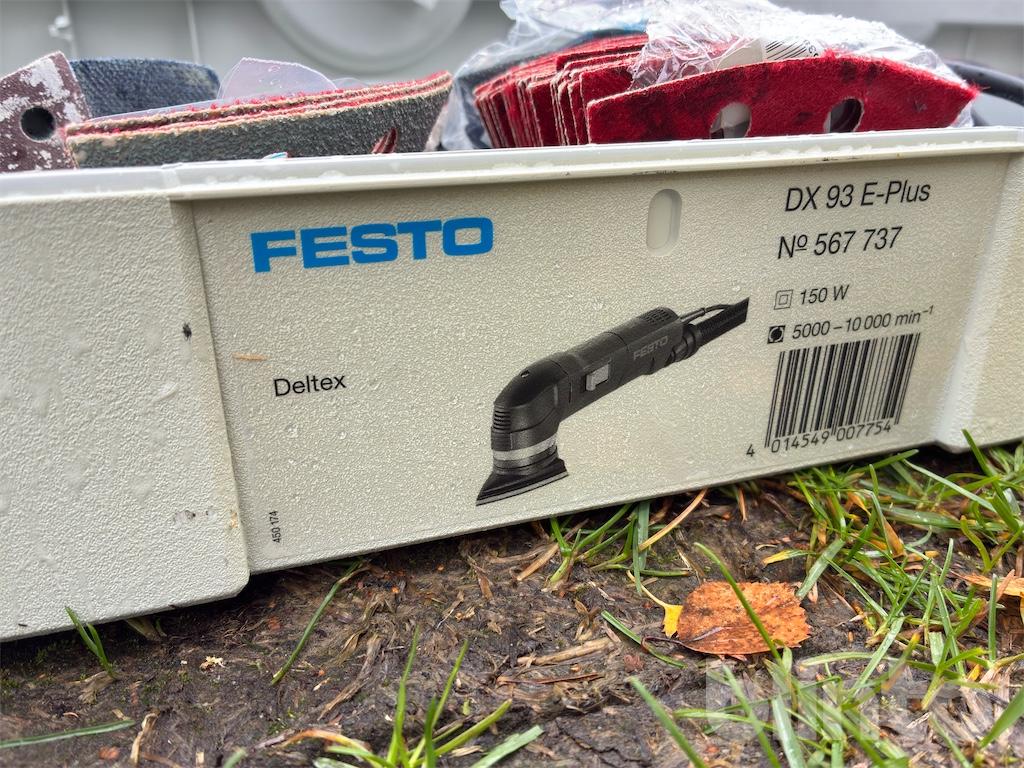 FESTO
DX 93 E-Plus
Nº 567 737
150 W
5000 – 10 000 min⁻¹
FESTO
Deltex
4 014549 007754
450 174